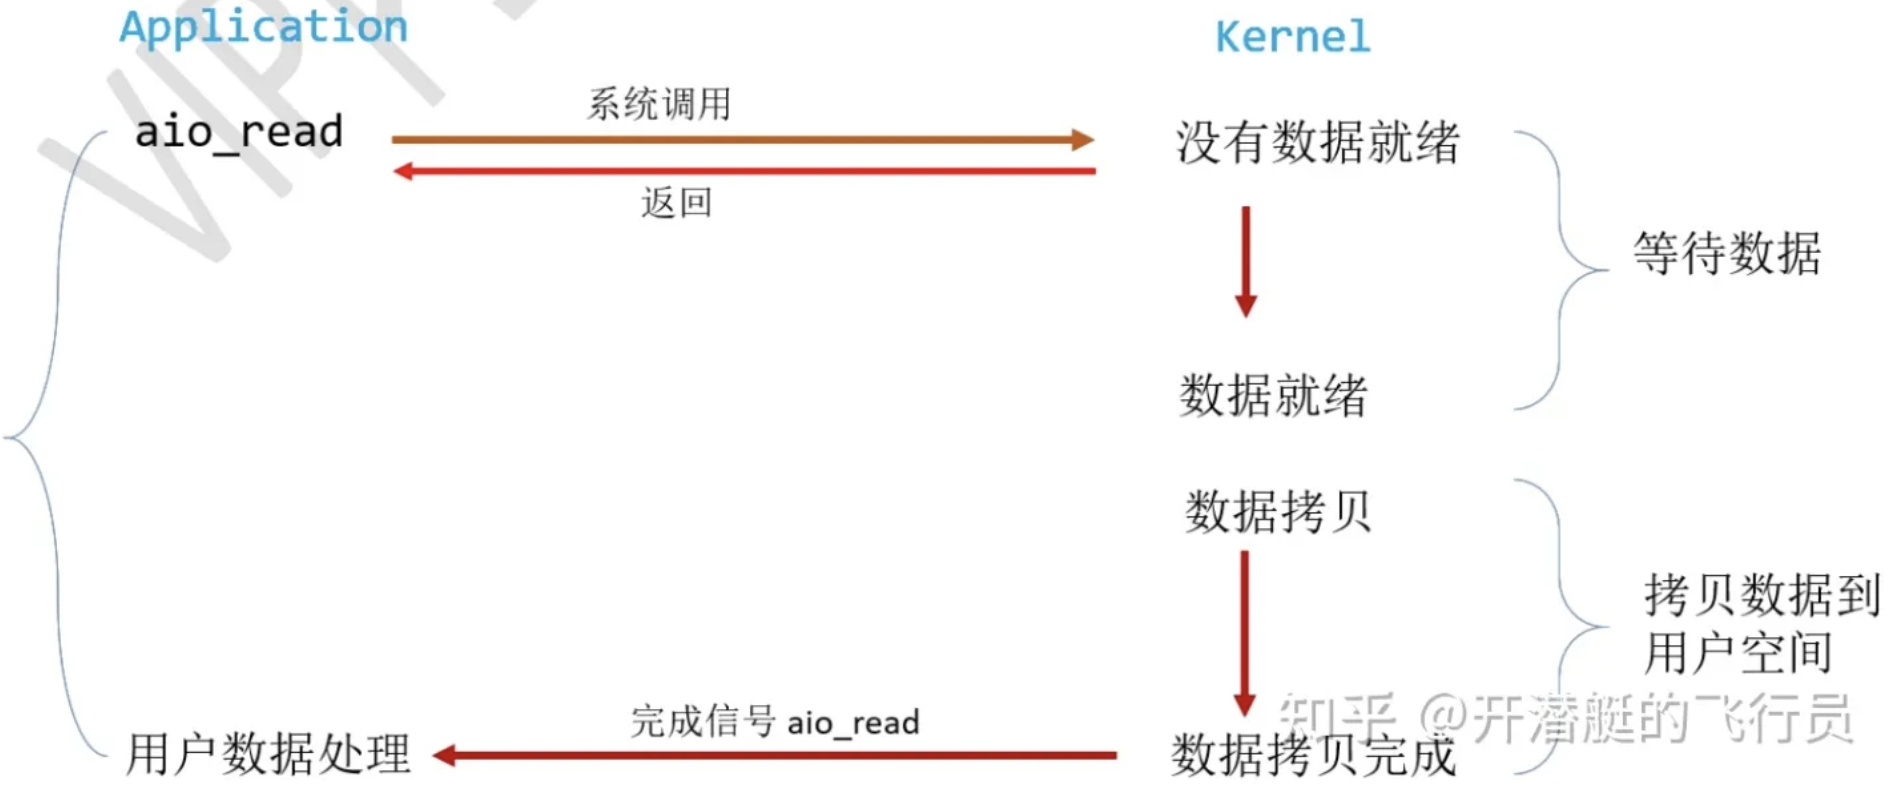 Application
Kernel
VIP
aio_read
系统调用
返回
没有数据就绪
等待数据
数据就绪
数据拷贝
拷贝数据到
用户空间
知乎 @开潜艇的飞行员
完成信号 aio_read
用户数据处理
数据拷贝完成